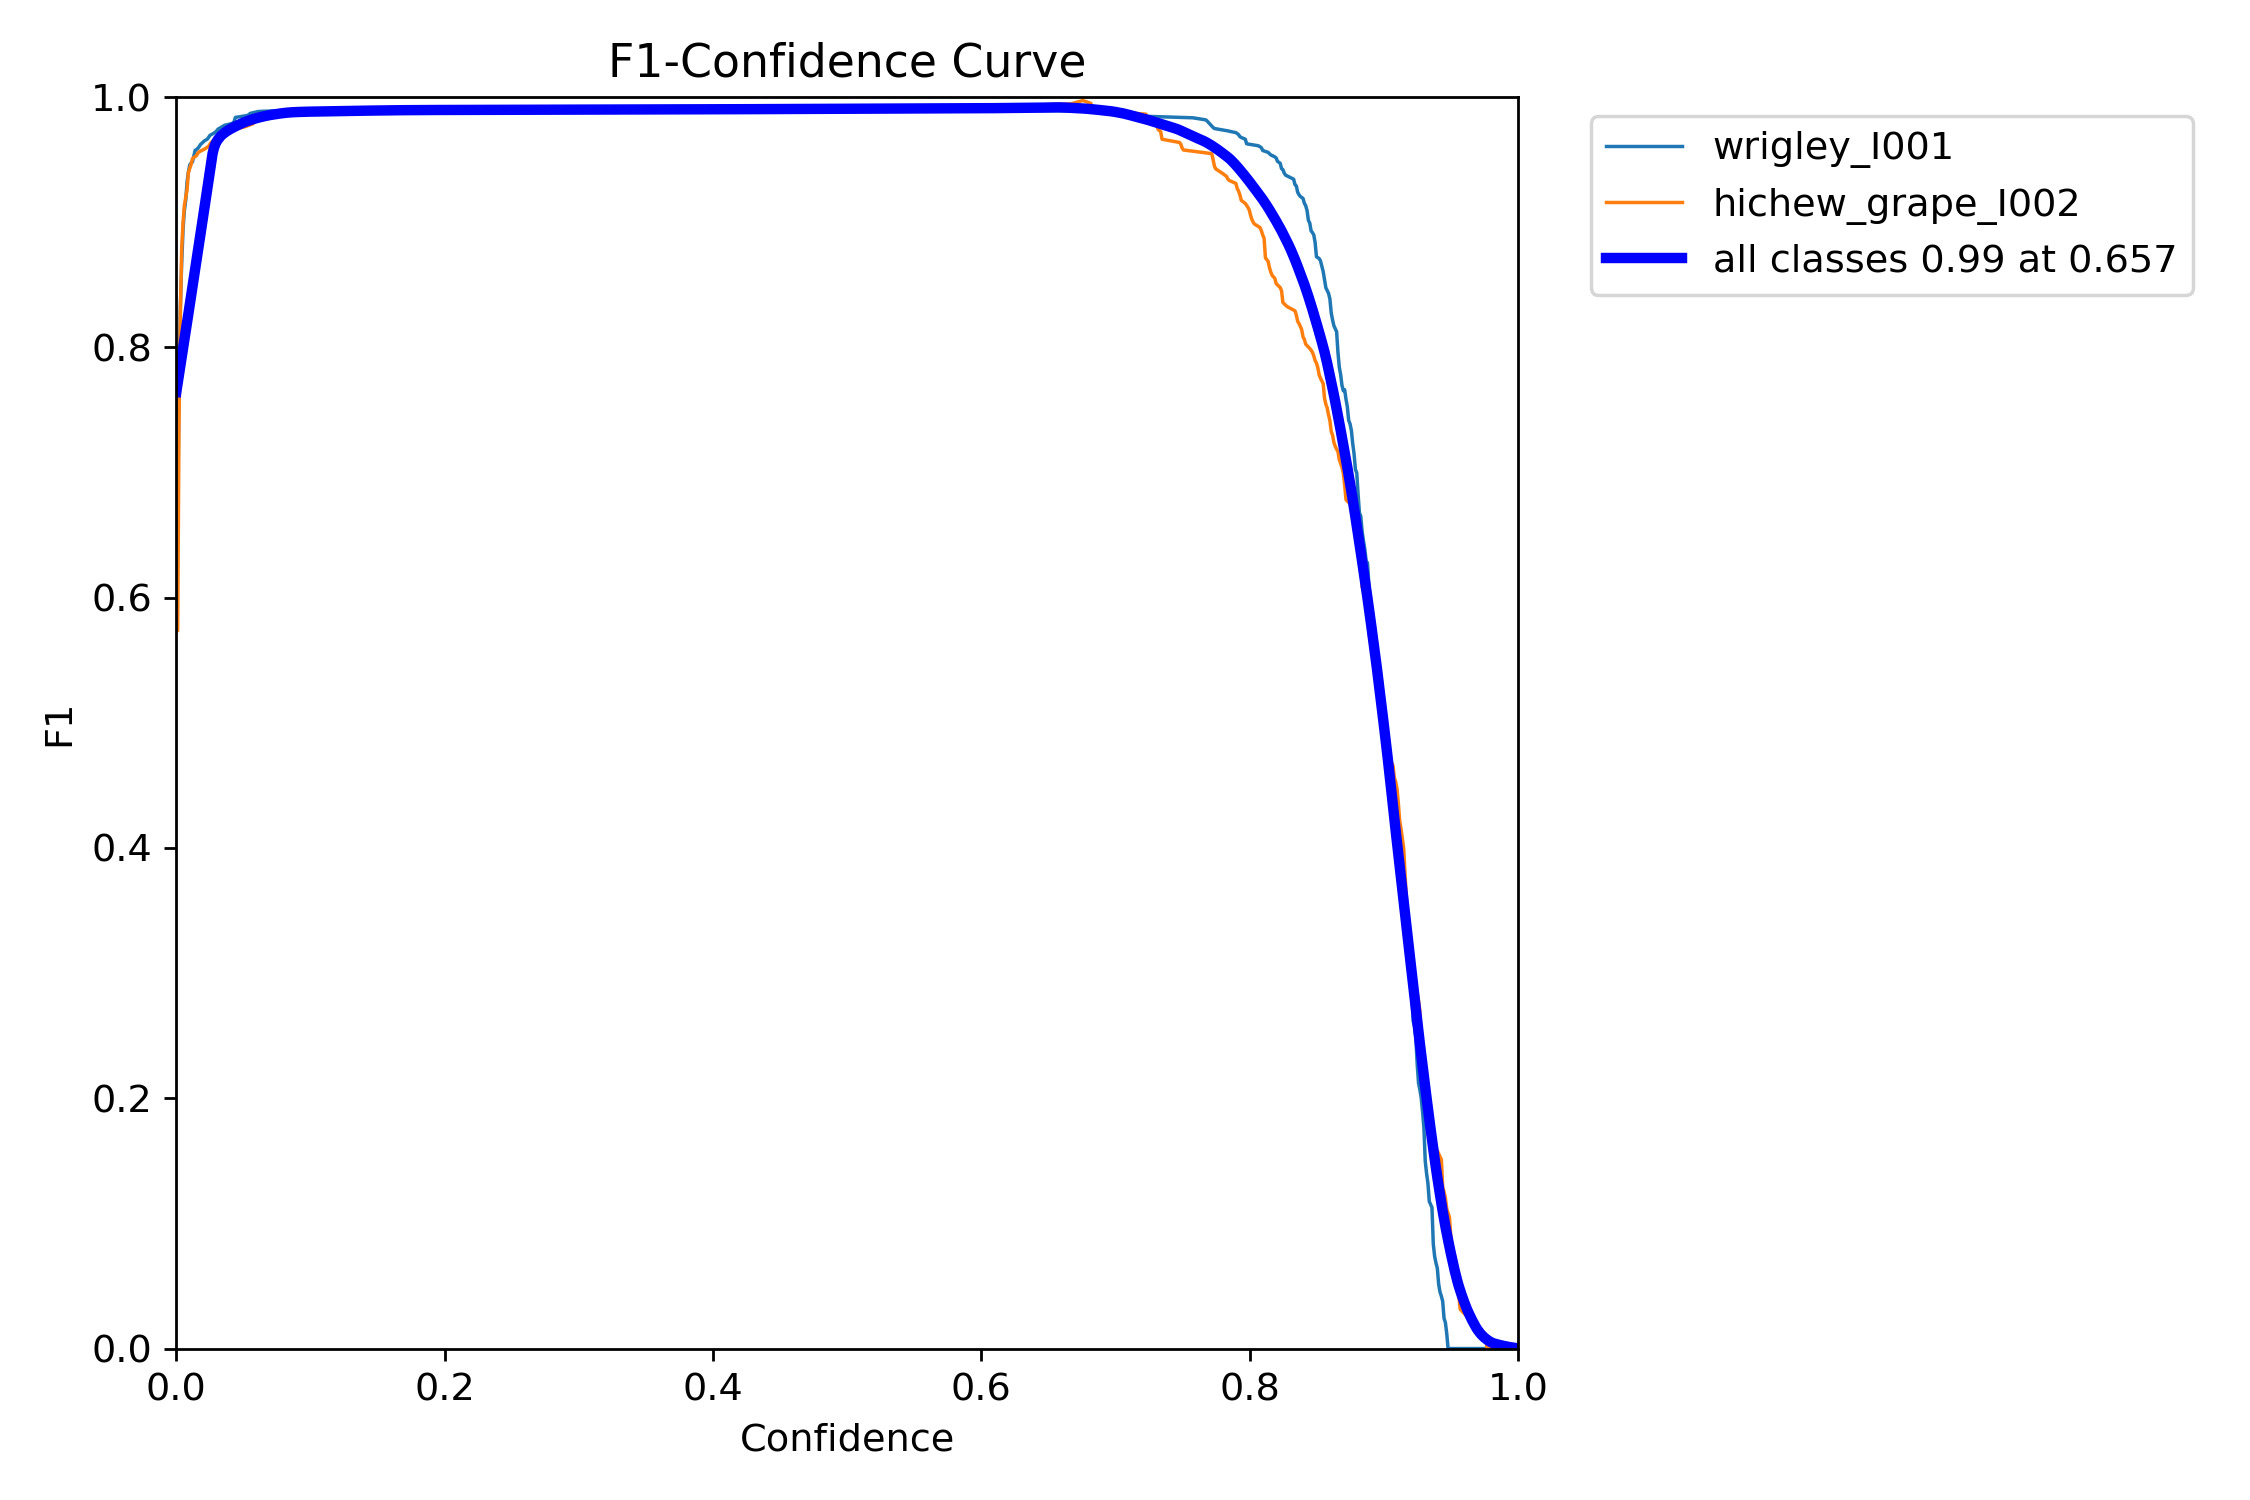 F1-Confidence Curve
1.0
0.8
0.6
0.4
0.2
0.0
F1
0.0 0.2 0.4 0.6 0.8 1.0
Confidence
wrigley_I001
hichew_grape_I002
all classes 0.99 at 0.657